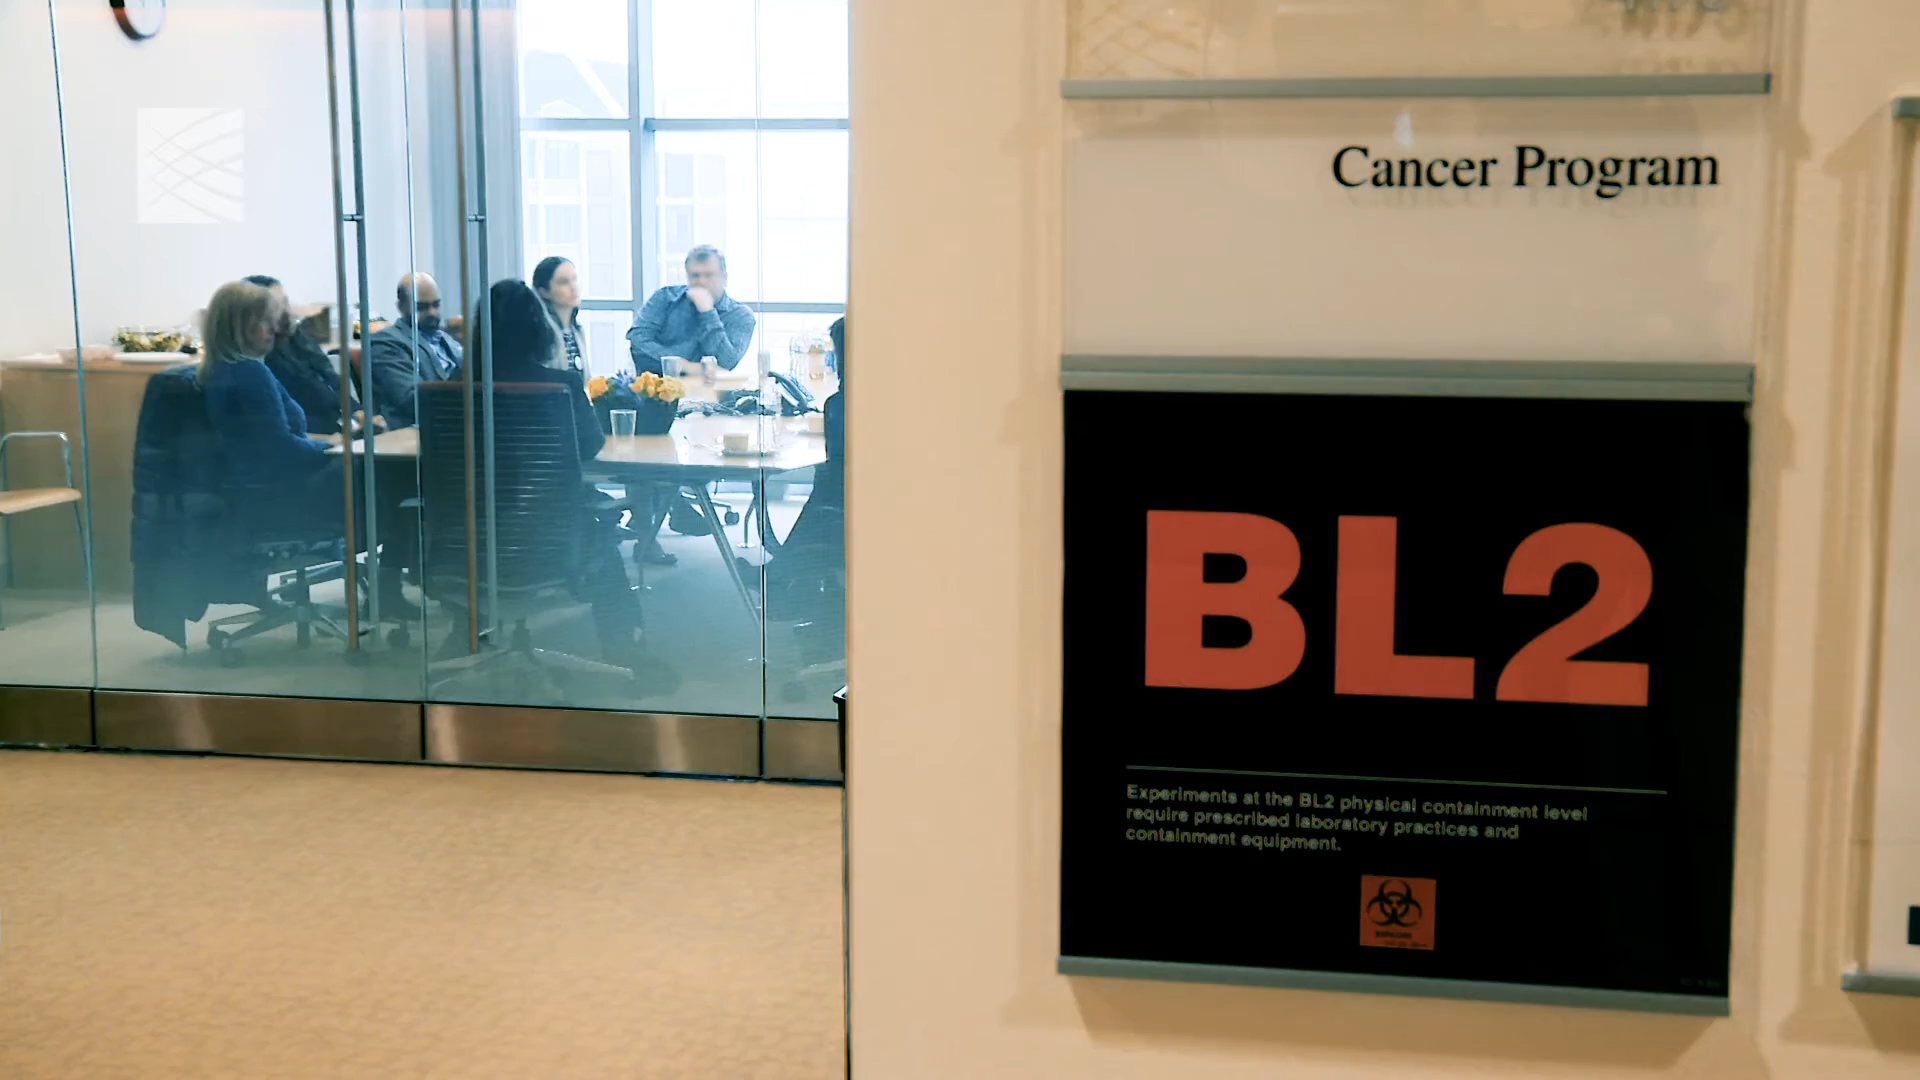 Cancer Program
BL2
Experiments at the BL2 physical containment level
require prescribed laboratory practices and
containment equipment.